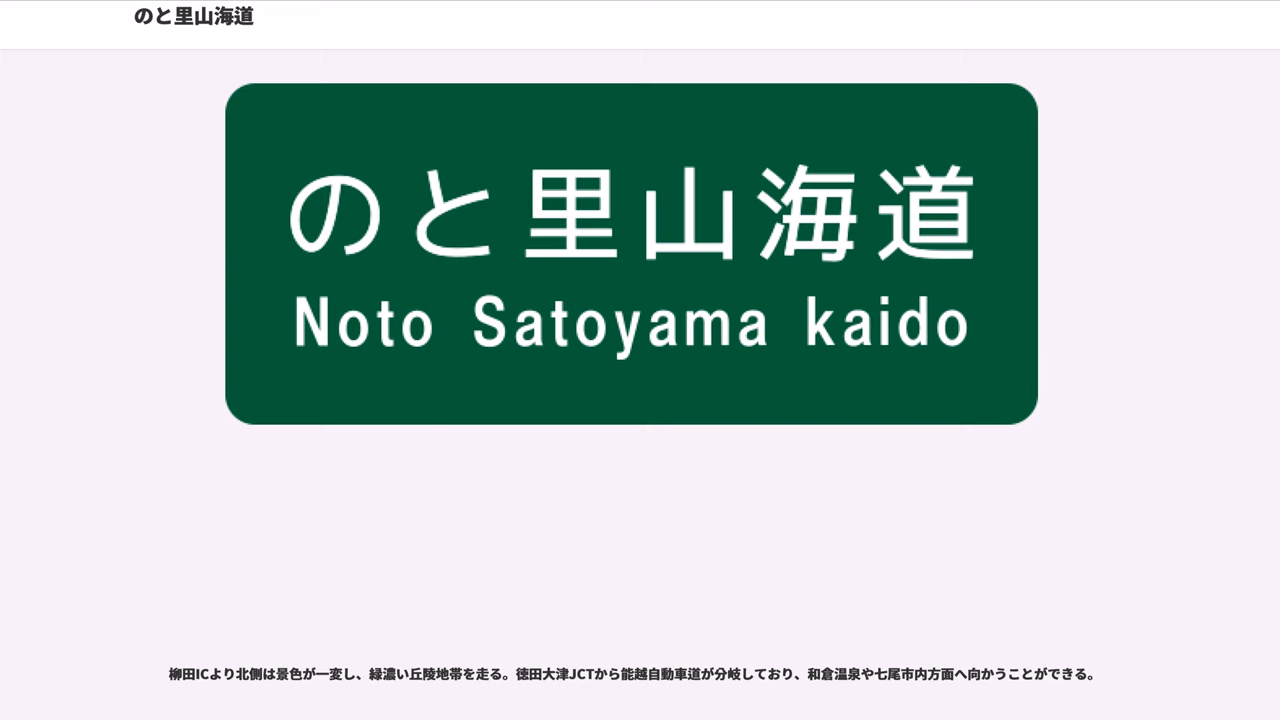 のと里山海道
のと里山海道
Noto Satoyama kaido
柳田ICより北側は景色が一変し、緑濃い丘陵地帯を走る。徳田大津JCTから能越自動車道が分岐しており、和倉温泉や七尾市内方面へ向かうことができる。